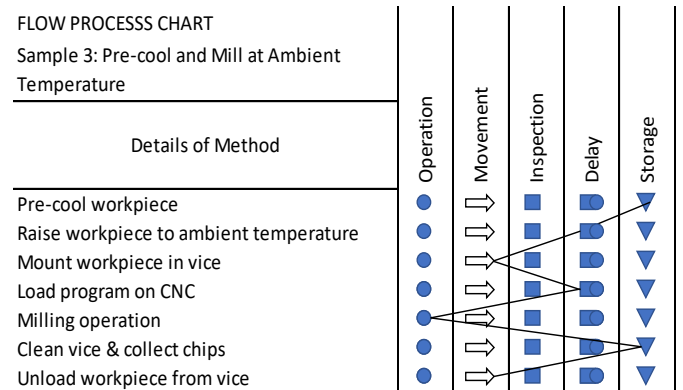 FLOW PROCESSS CHART
Sample 3: Pre-cool and Mill at Ambient
Temperature
Details of Method
Operation
Movement
Inspection
Delay
Storage
Pre-cool workpiece
Raise workpiece to ambient temperature
Mount workpiece in vice
Load program on CNC
Milling operation
Clean vice & collect chips
Unload workpiece from vice